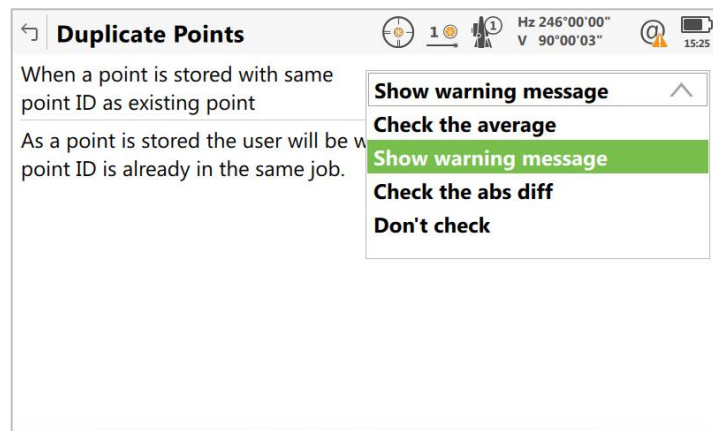 Duplicate Points
1
1
Hz 246°00'00"
V 90°00'03"
@
15:25
When a point is stored with same
point ID as existing point
Show warning message
As a point is stored the user will be
point ID is already in the same job.
Check the average
Show warning message
Check the abs diff
Don't check